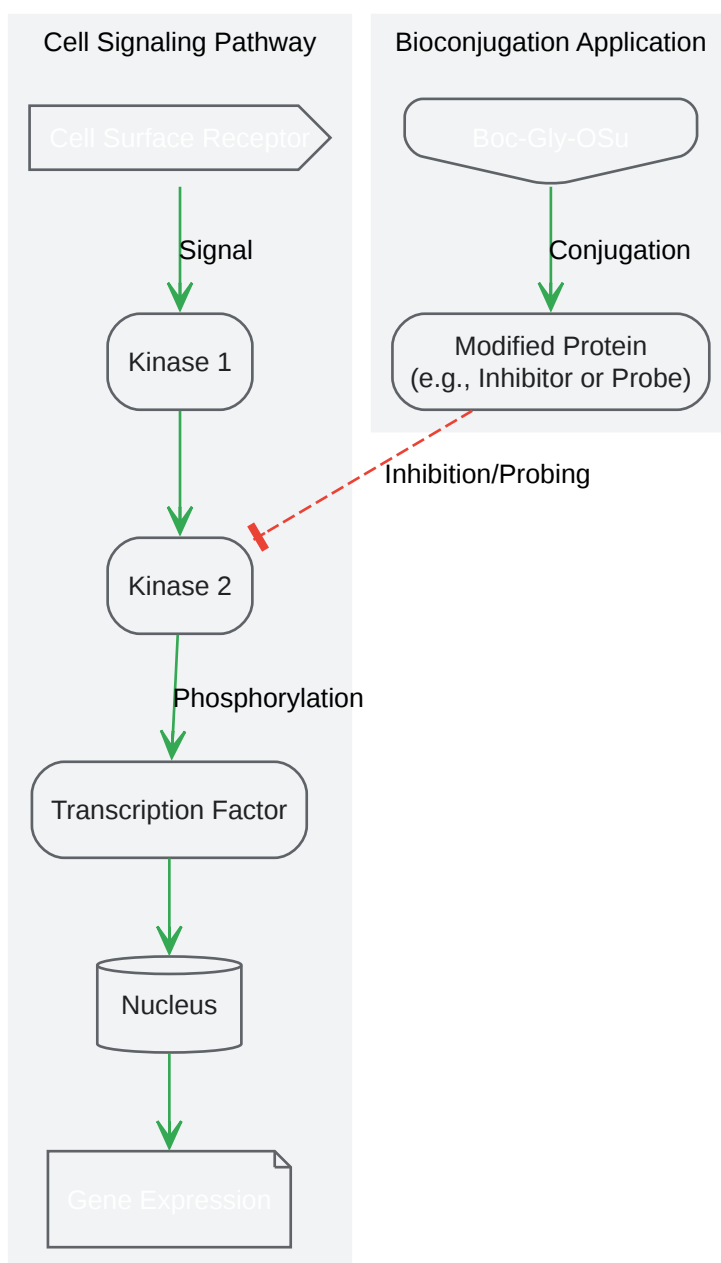 Cell Signaling Pathway
Cell Surface Receptor
Signal
Kinase 1
Kinase 2
Phosphorylation
Transcription Factor
Nucleus
Gene Expression
Bioconjugation Application
Boc-Gly-OSu
Conjugation
Modified Protein
(e.g., Inhibitor or Probe)
Inhibition/Probing